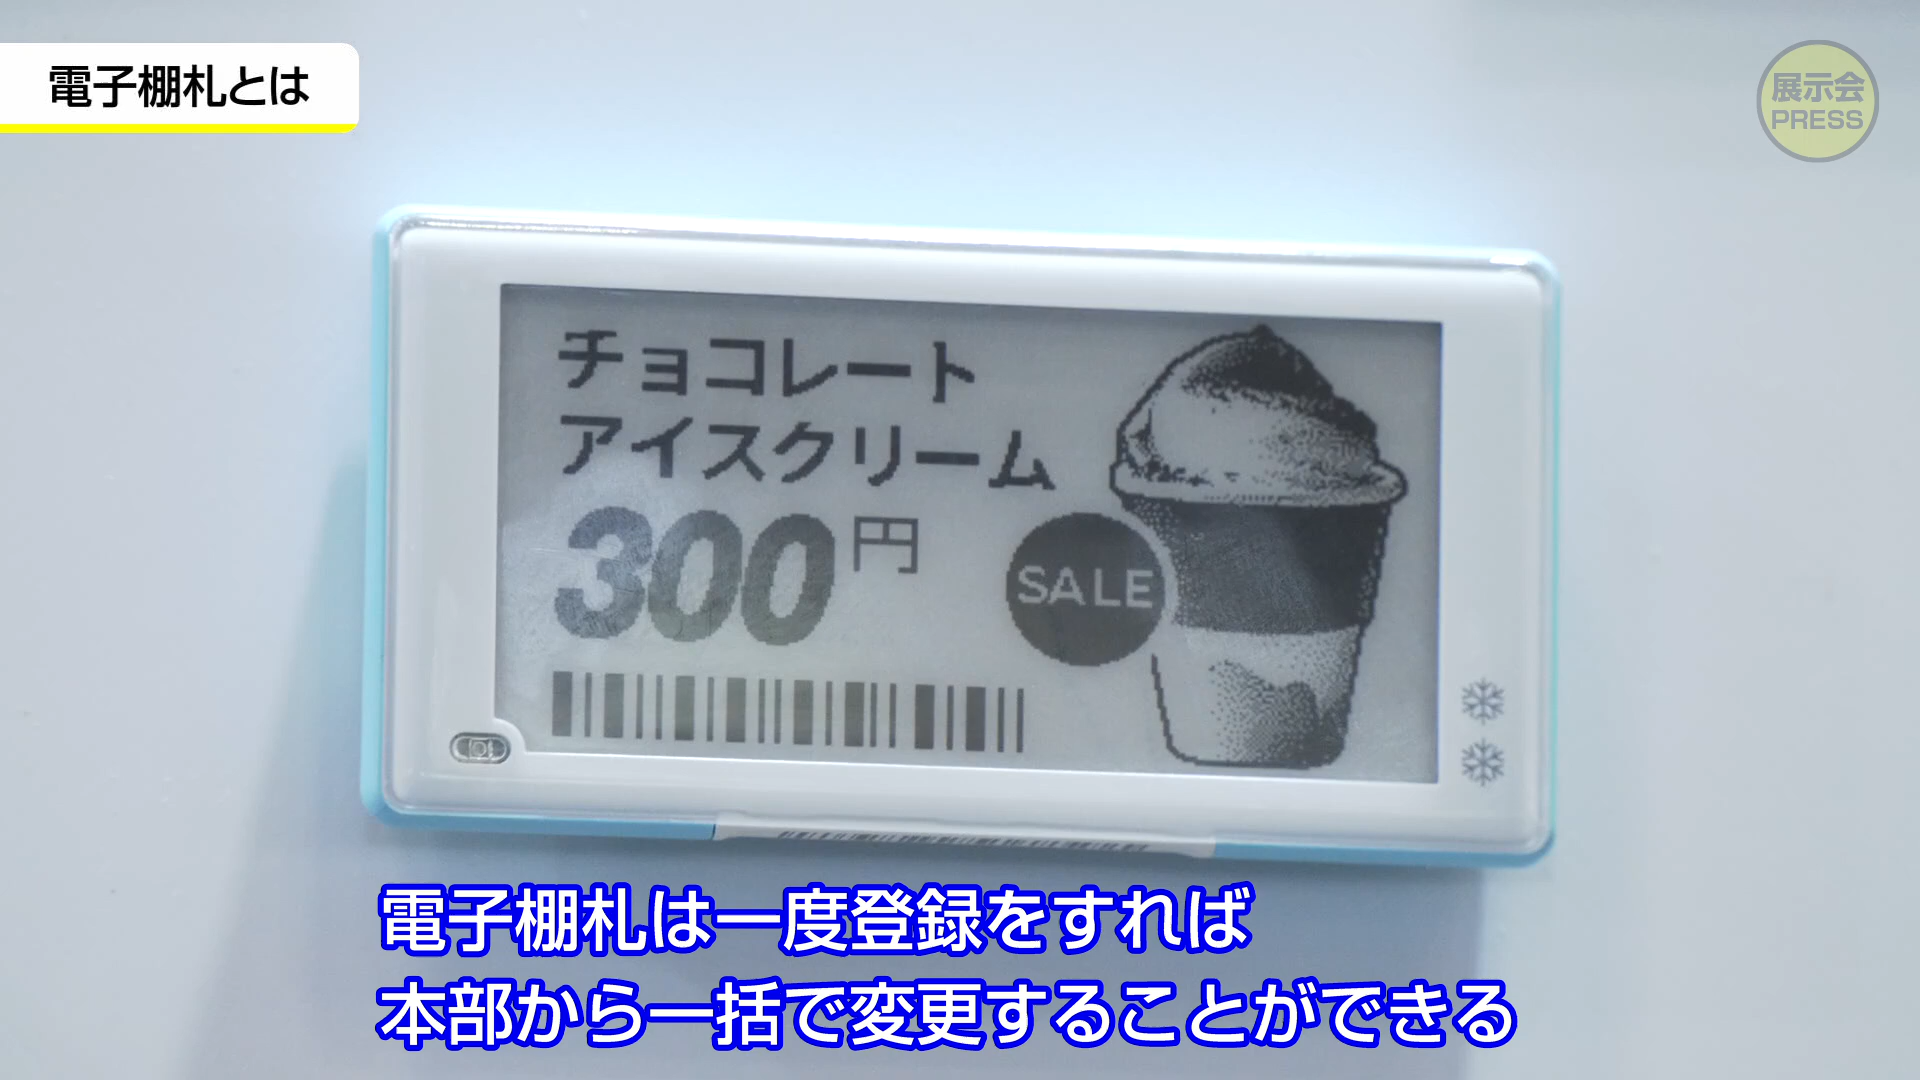 電子棚札とは
展示会
PRESS
チョコレート
アイスクリーム
300円
SALE
電子棚札は一度登録をすれば
本部から一括で変更することができる